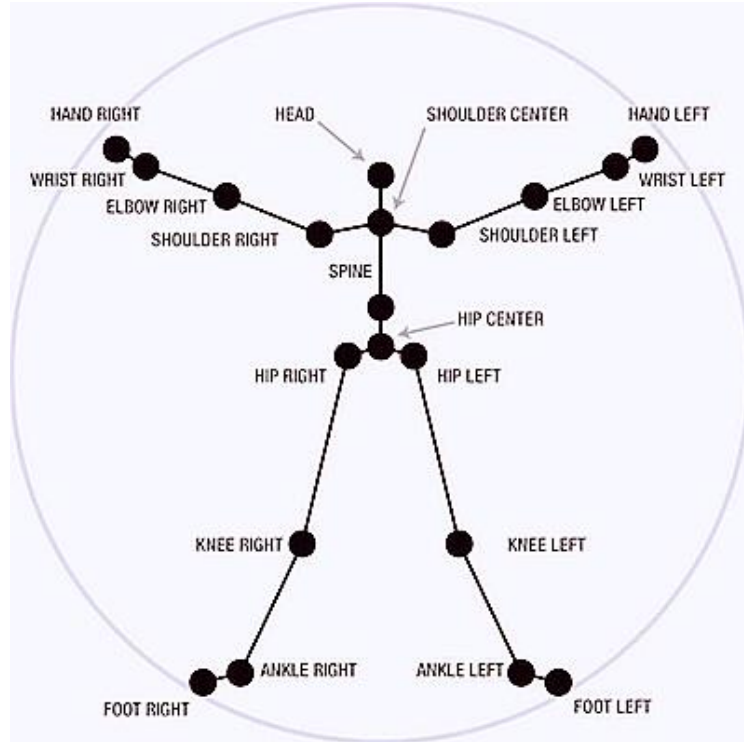 HAND RIGHT
HEAD
SHOULDER CENTER
HAND LEFT
WRIST RIGHT
WRIST LEFT
ELBOW RIGHT
ELBOW LEFT
SHOULDER RIGHT
SHOULDER LEFT
SPINE
HIP CENTER
HIP RIGHT
HIP LEFT
KNEE RIGHT
KNEE LEFT
ANKLE RIGHT
ANKLE LEFT
FOOT RIGHT
FOOT LEFT